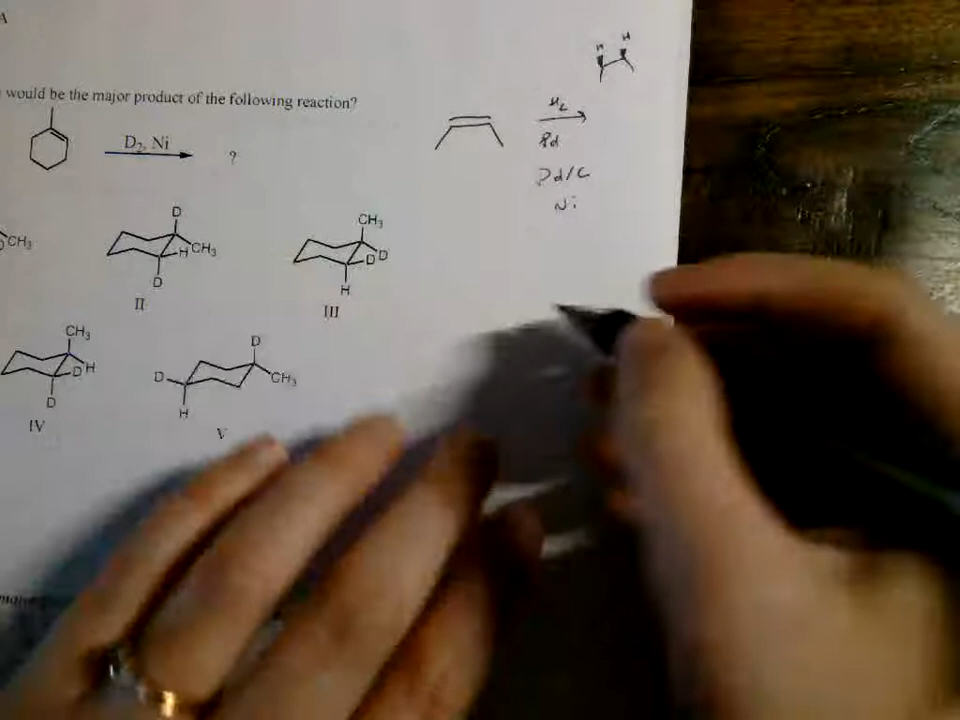 A
H H
would be the major product of the following reaction?
H₂
D₂, Ni
?
Pd
Pd/C
Ni
CH₃
D
CH₃
H
D
II
CH₃
D
D
H
III
CH₃
H
D
D
IV
D
D
CH₃
H
V